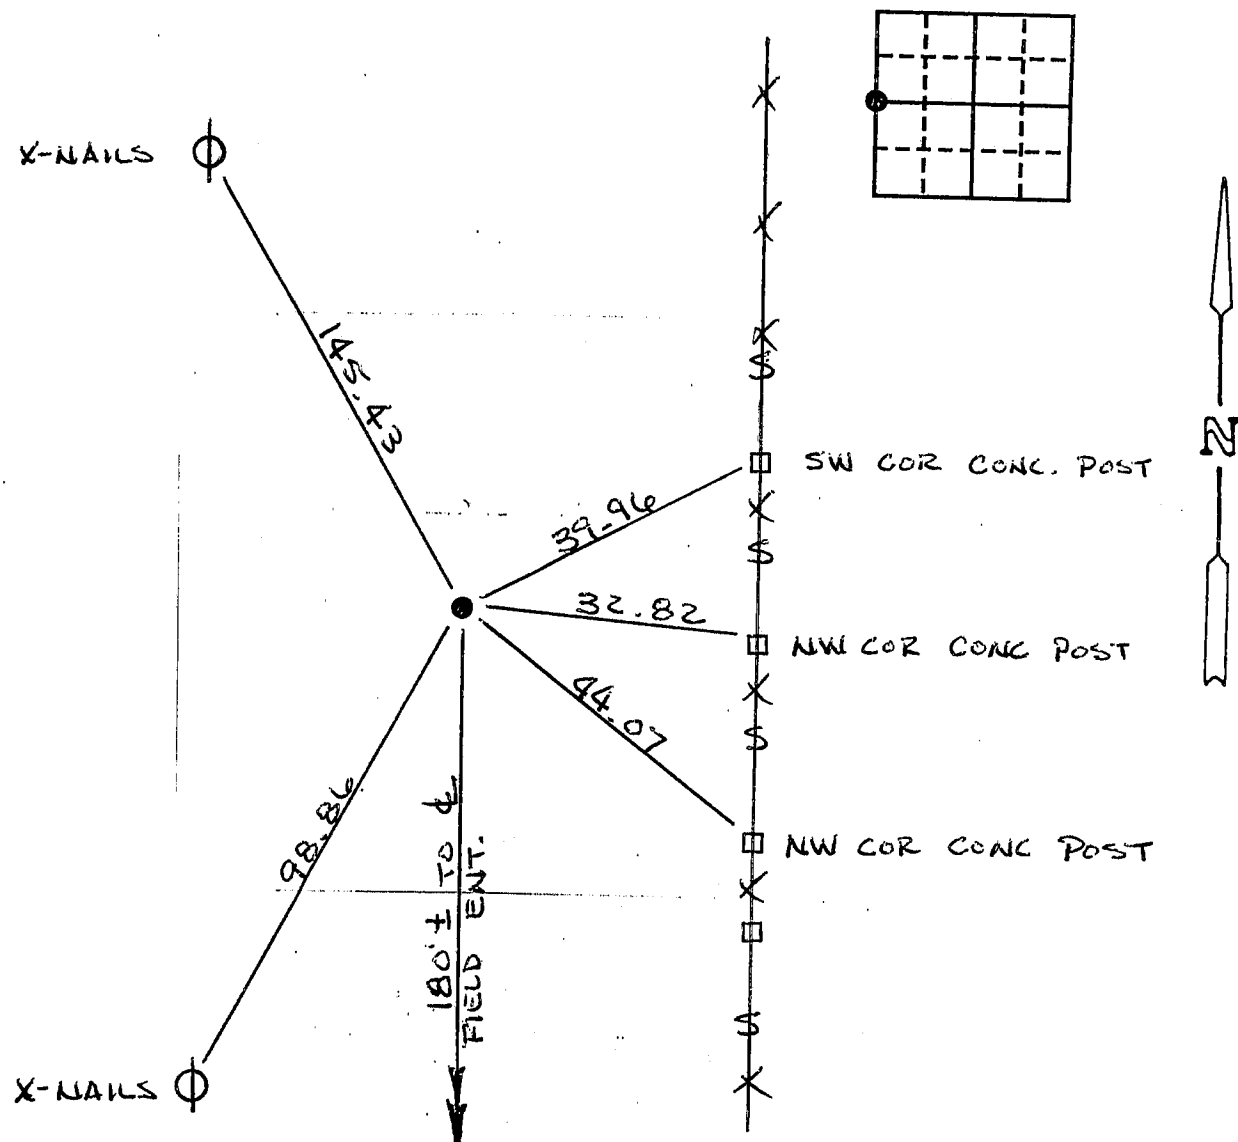 X-NAILS
145.43
S
SW COR CONC. POST
39.96
S
32.82
NW COR CONC POST
44.07
S
NW COR CONC POST
98.86
180'± TO ℄
FIELD ENT.
S
X-NAILS
N